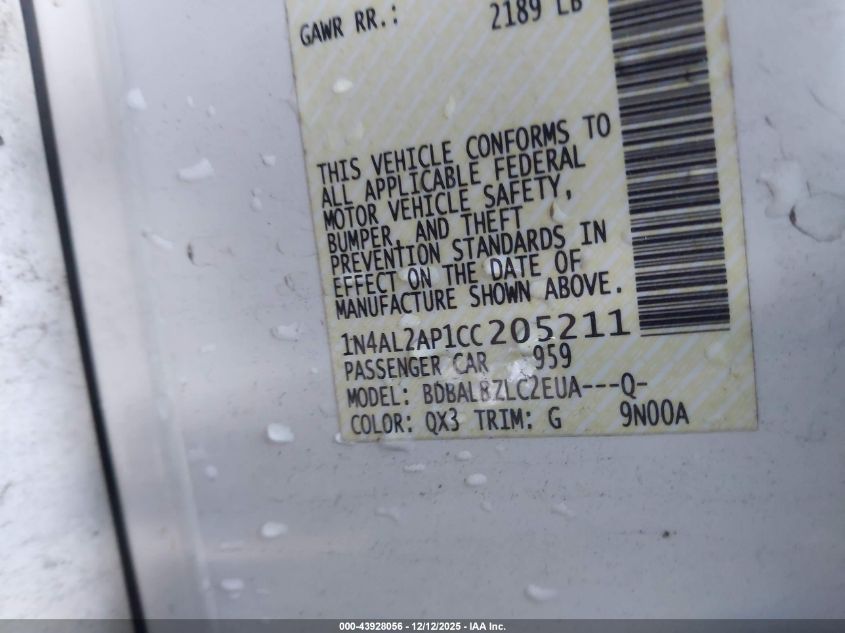 GAWR RR.: 2189 LB
THIS VEHICLE CONFORMS TO
ALL APPLICABLE FEDERAL
MOTOR VEHICLE SAFETY,
BUMPER, AND THEFT
PREVENTION STANDARDS IN
EFFECT ON THE DATE OF
MANUFACTURE SHOWN ABOVE.
1N4AL2AP1CC205211
PASSENGER CAR 959
MODEL: BDBALBZLC2EUA---Q-
COLOR: QX3 TRIM: G 9N00A
000-43928056 - 12/12/2025 - IAA Inc.